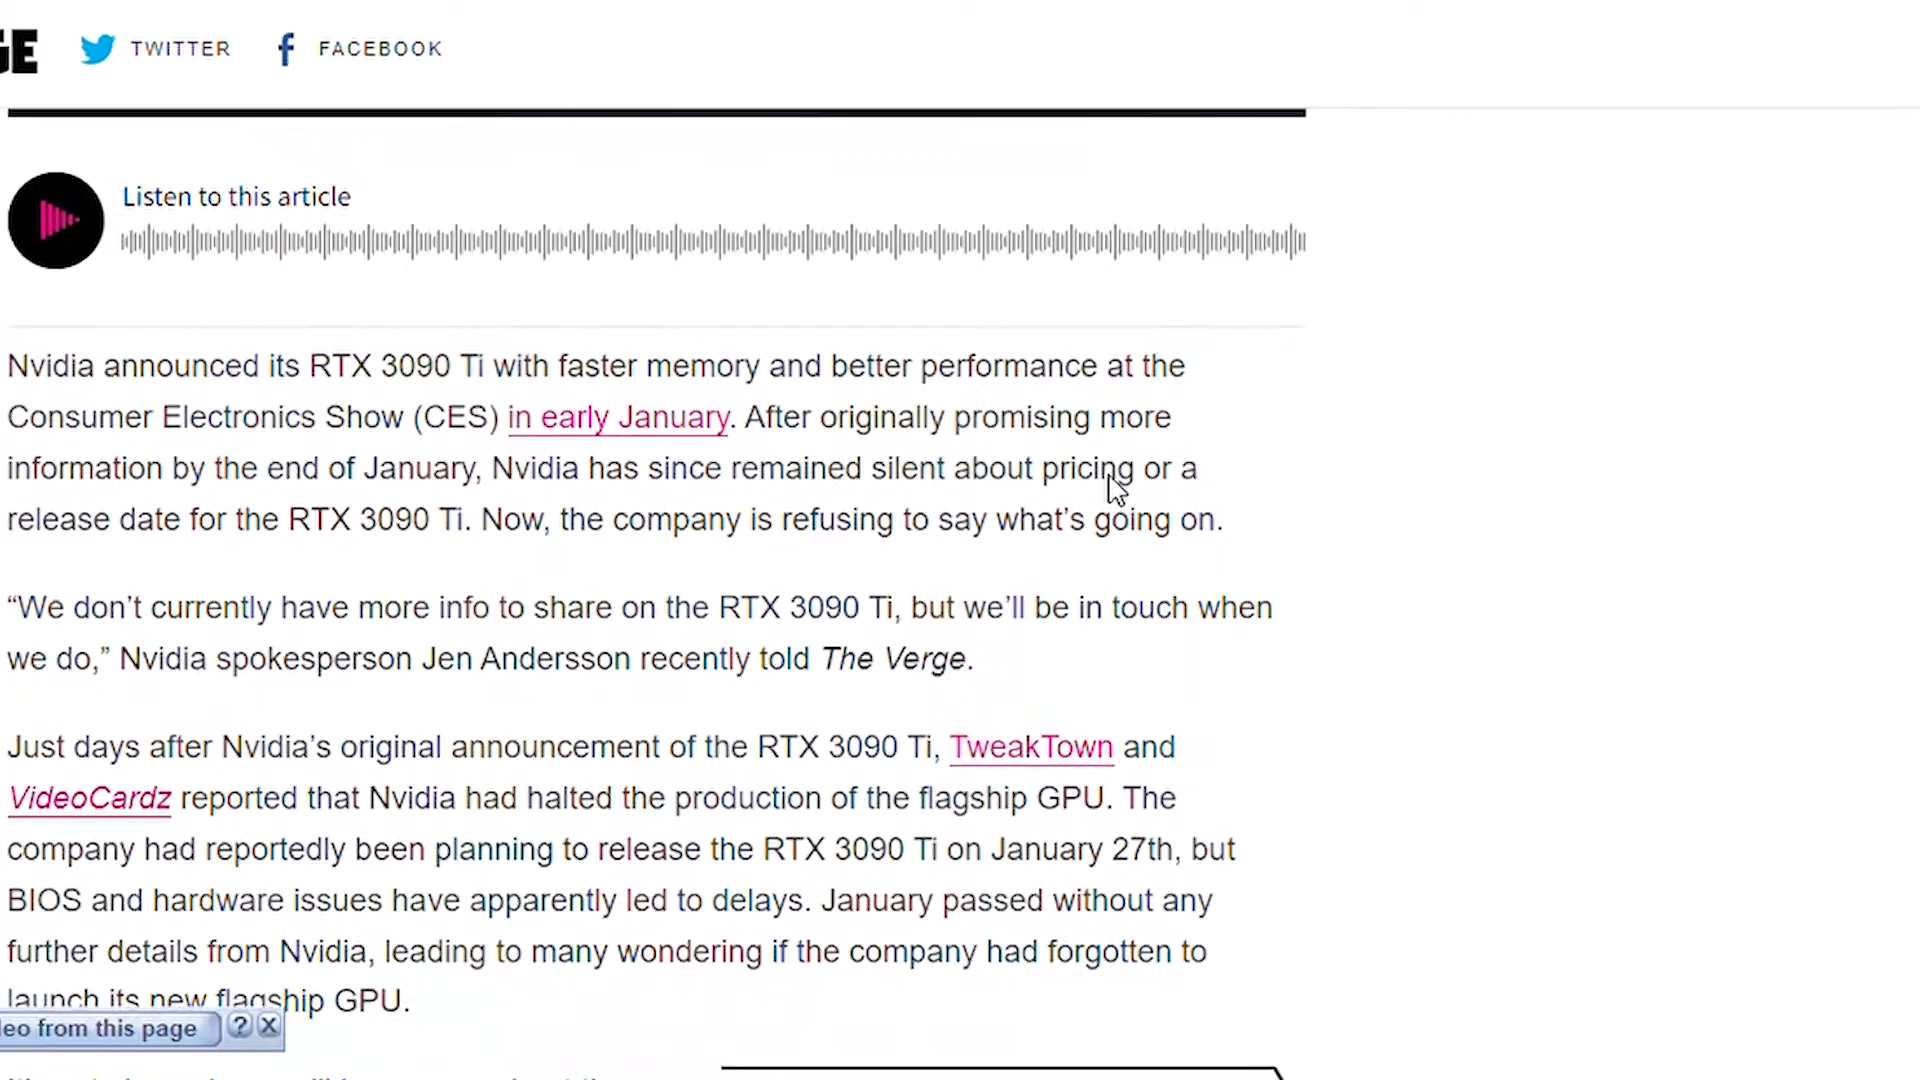 GE TWITTER FACEBOOK
Listen to this article
Nvidia announced its RTX 3090 Ti with faster memory and better performance at the
Consumer Electronics Show (CES) in early January. After originally promising more
information by the end of January, Nvidia has since remained silent about pricing or a
release date for the RTX 3090 Ti. Now, the company is refusing to say what’s going on.
“We don’t currently have more info to share on the RTX 3090 Ti, but we’ll be in touch when
we do,” Nvidia spokesperson Jen Andersson recently told The Verge.
Just days after Nvidia’s original announcement of the RTX 3090 Ti, TweakTown and
VideoCardz reported that Nvidia had halted the production of the flagship GPU. The
company had reportedly been planning to release the RTX 3090 Ti on January 27th, but
BIOS and hardware issues have apparently led to delays. January passed without any
further details from Nvidia, leading to many wondering if the company had forgotten to
launch its new flagship GPU.
deo from this page ? X